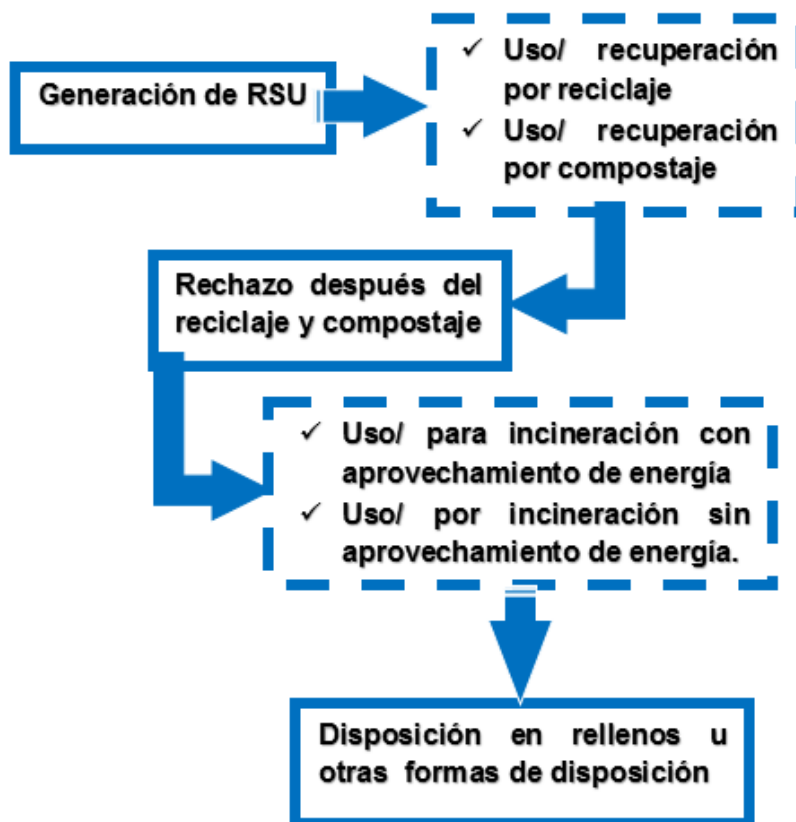 Generación de RSU
✓ Uso/ recuperación
por reciclaje
✓ Uso/ recuperación
por compostaje
Rechazo después del
reciclaje y compostaje
✓ Uso/ para incineración con
aprovechamiento de energía
✓ Uso/ por incineración sin
aprovechamiento de energía.
Disposición en rellenos u
otras formas de disposición